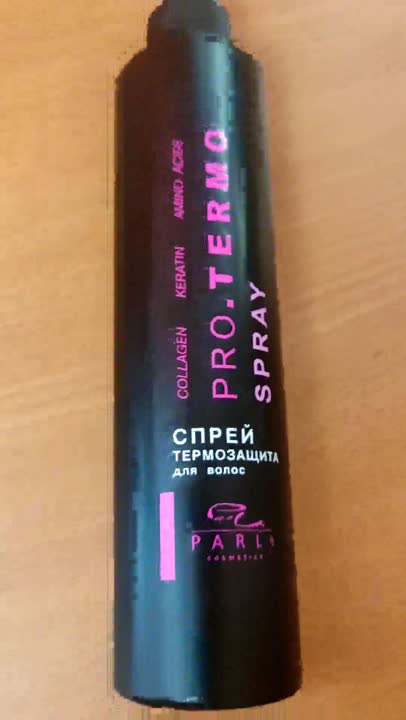 COLLAGEN KERATIN AMINO ACIDS
PRO.TERMO
SPRAY
СПРЕЙ
ТЕРМОЗАЩИТА
для волос
PARLI
COSMETICS